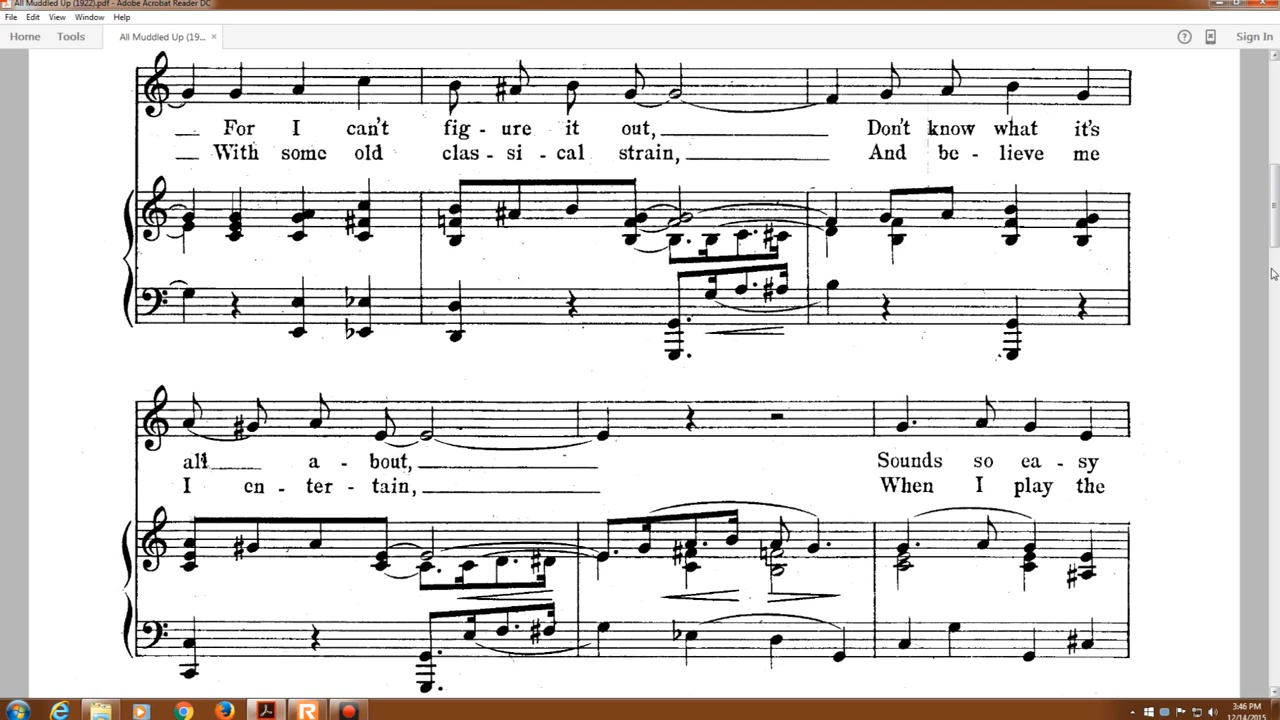 All Muddled Up (1922).pdf - Adobe Acrobat Reader DC
File Edit View Window Help
Home Tools All Muddled Up (19... × ? Sign In
For I can't fig - ure it out, Don't know what it's
With some old clas - si - cal strain, And be - lieve me
all a - bout, Sounds so ea - sy
I en - ter - tain, When I play the
3:46 PM
12/14/2015